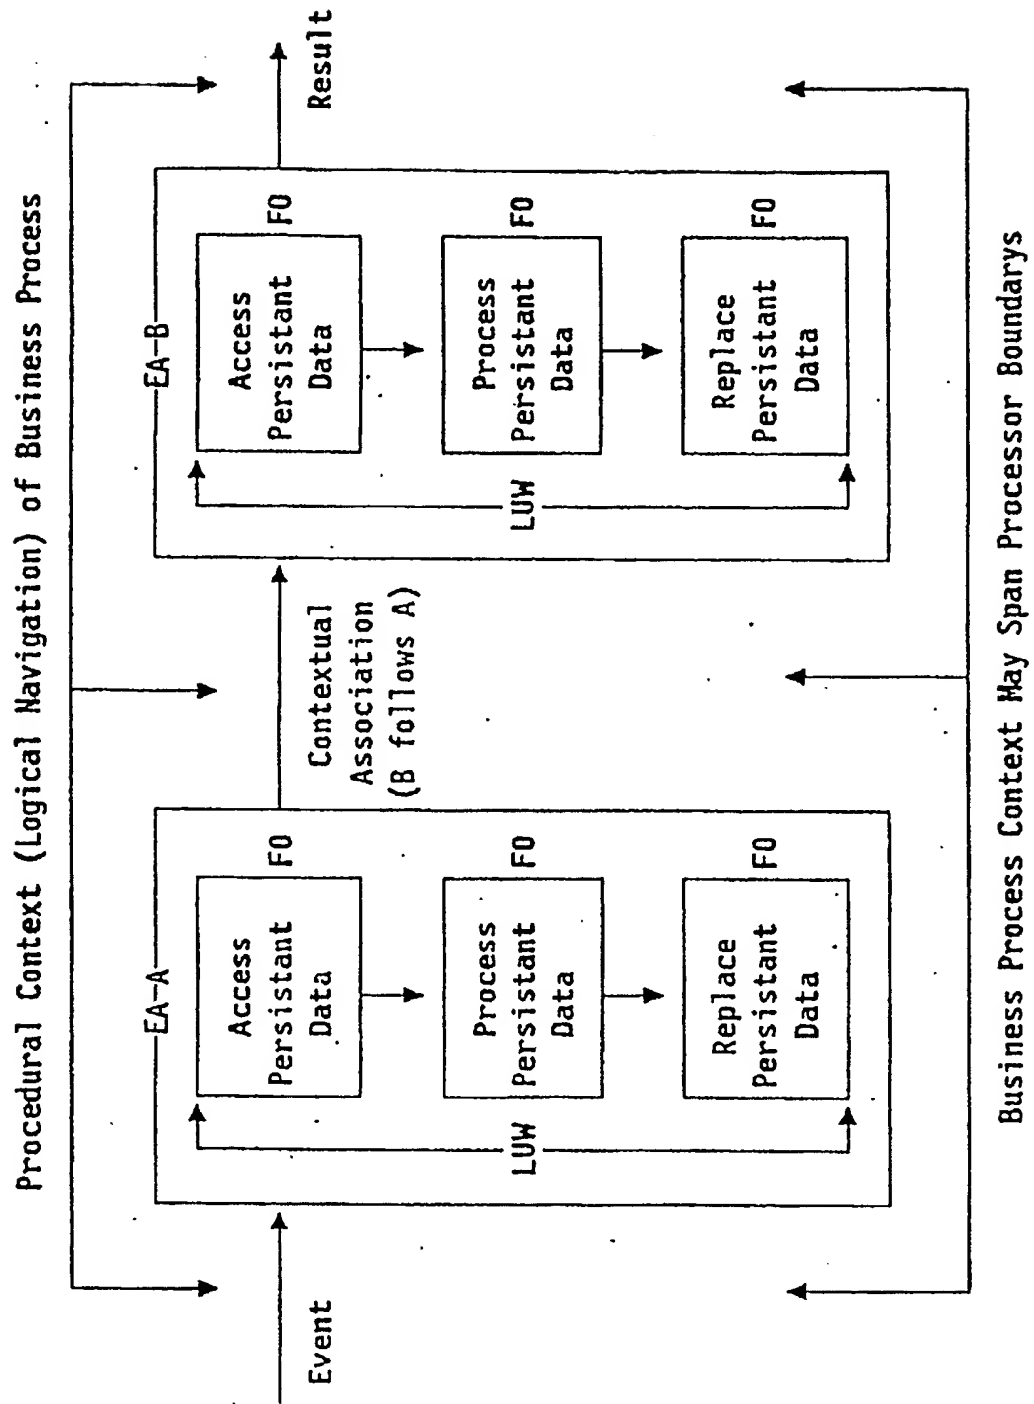 Procedural Context (Logical Navigation) of Business Process
Event
EA-A
LUW
Access
Persistant
Data
FO
Process
Persistant
Data
FO
Replace
Persistant
Data
FO
Contextual
Association
(B follows A)
EA-B
LUW
Access
Persistant
Data
FO
Process
Persistant
Data
FO
Replace
Persistant
Data
FO
Result
Business Process Context May Span Processor Boundarys